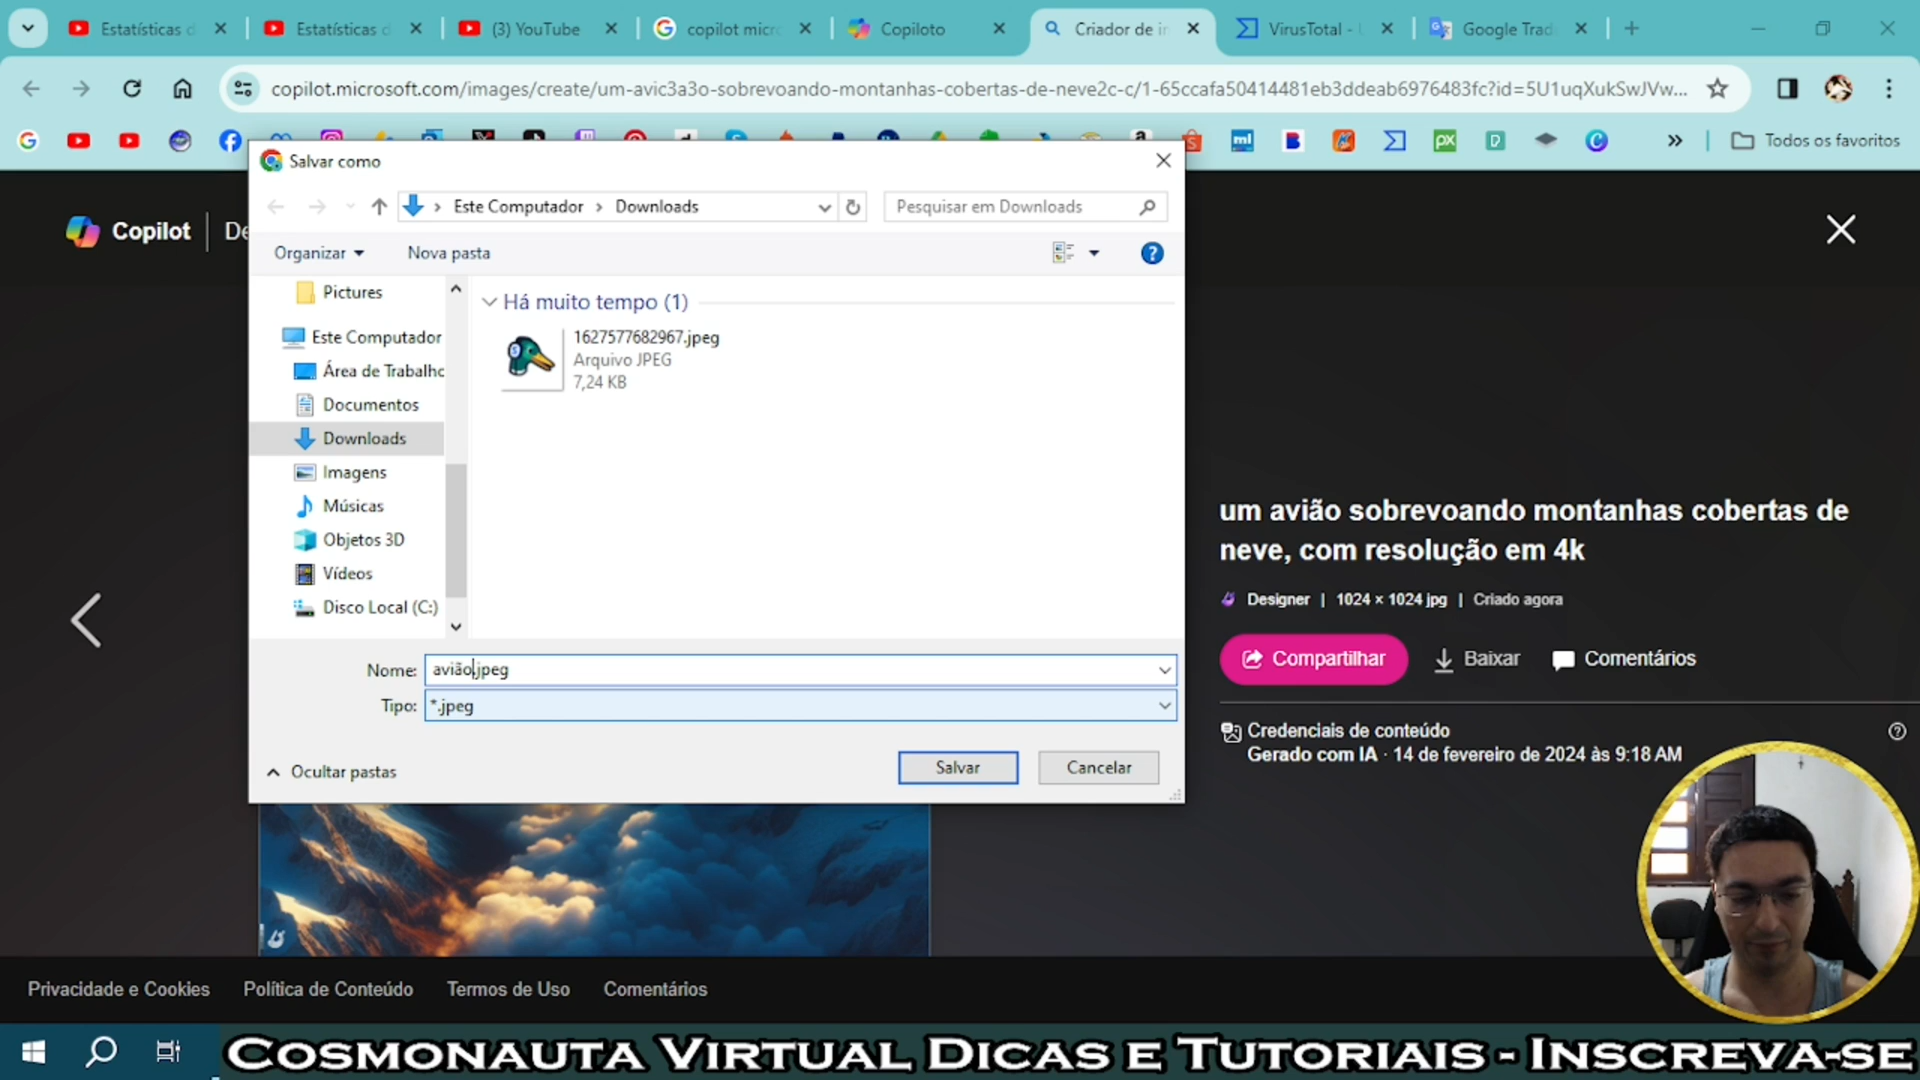 Estatísticas d
Estatísticas d
(3) YouTube
copilot micro
Copiloto
Criador de im
VirusTotal -
Google Trad
copilot.microsoft.com/images/create/um-avic3a3o-sobrevoando-montanhas-cobertas-de-neve2c-c/1-65ccafa50414481eb3ddeab6976483fc?id=5U1uqXukSwJVw...
Todos os favoritos
Salvar como
Este Computador > Downloads
Pesquisar em Downloads
Organizar
Nova pasta
Copilot
De
Pictures
Este Computador
Área de Trabalho
Documentos
Downloads
Imagens
Músicas
Objetos 3D
Vídeos
Disco Local (C:)
Há muito tempo (1)
1627577682967.jpeg
Arquivo JPEG
7,24 KB
Nome: avião.jpeg
Tipo: *.jpeg
Ocultar pastas
Salvar
Cancelar
um avião sobrevoando montanhas cobertas de
neve, com resolução em 4k
Designer | 1024 × 1024 jpg | Criado agora
Compartilhar
Baixar
Comentários
Credenciais de conteúdo
Gerado com IA · 14 de fevereiro de 2024 às 9:18 AM
Privacidade e Cookies
Política de Conteúdo
Termos de Uso
Comentários
Cosmonauta Virtual Dicas e Tutoriais - Inscreva-se